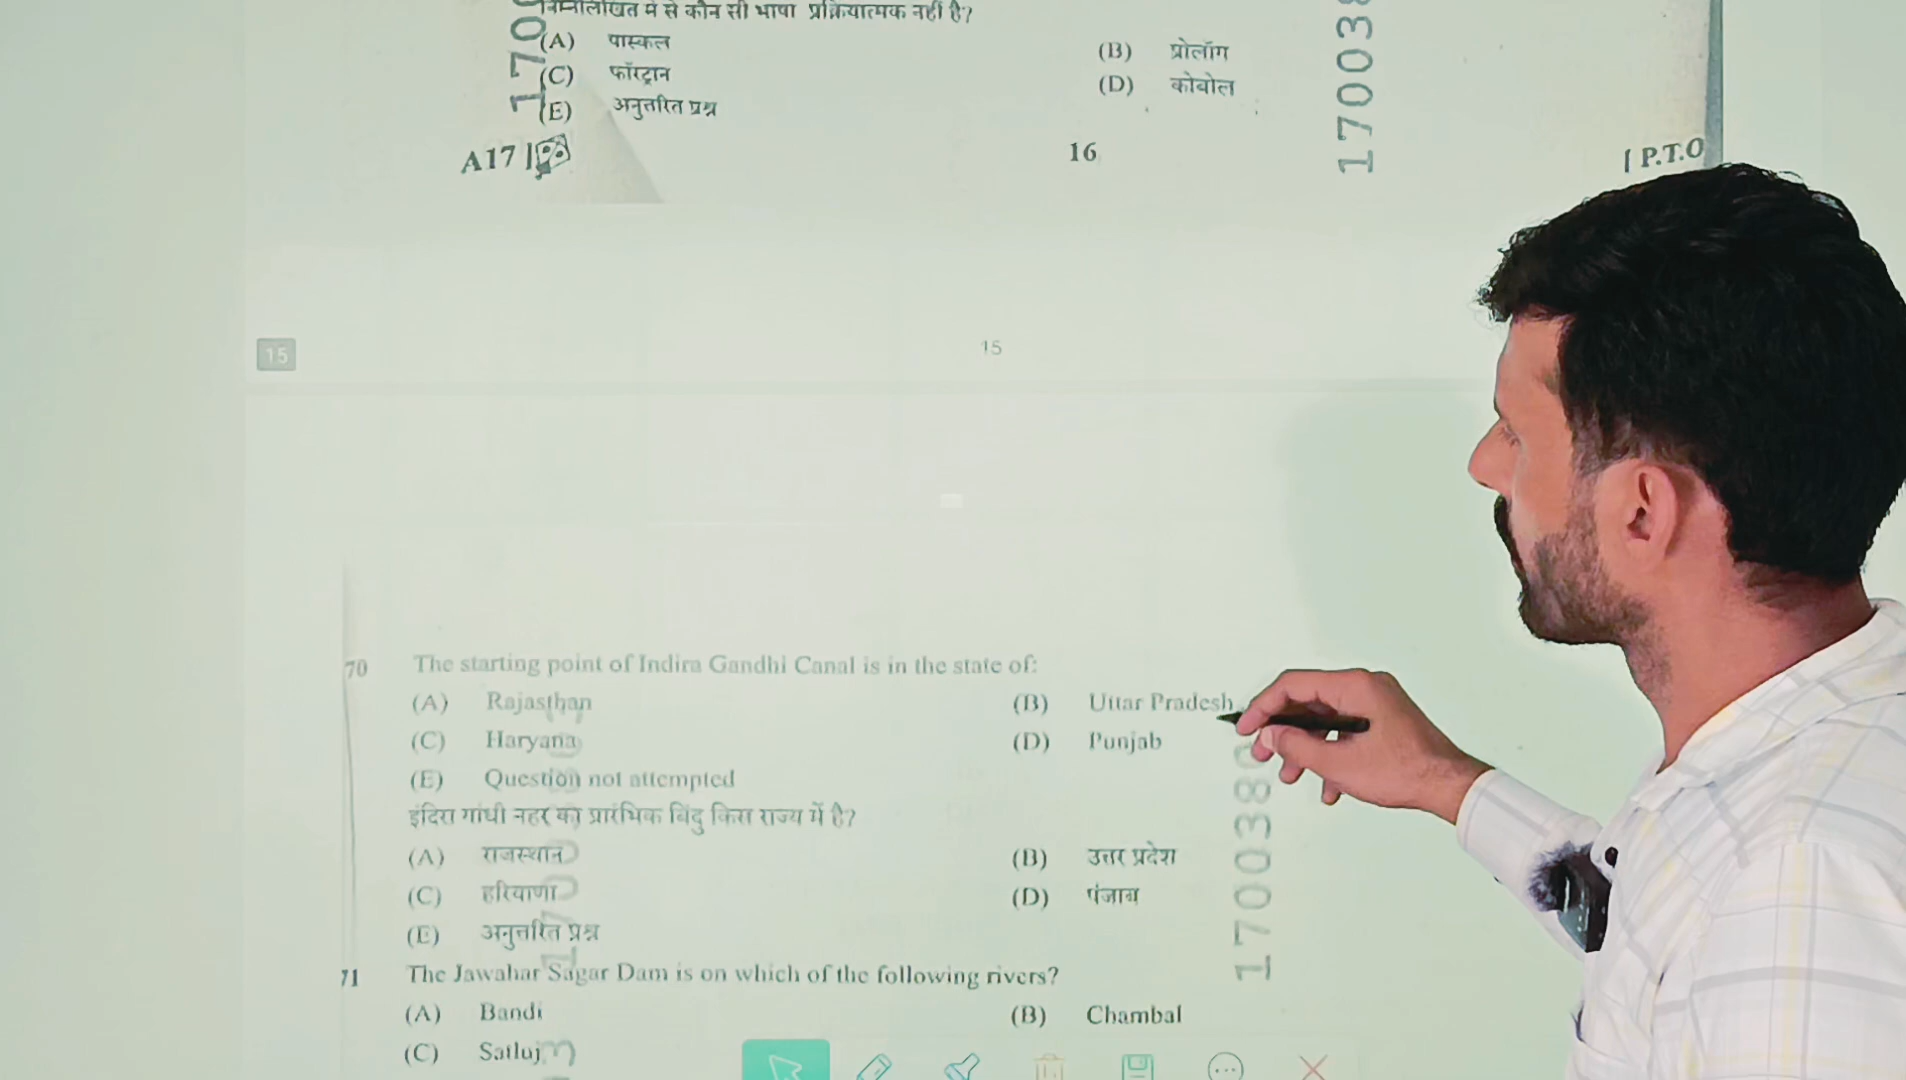 निम्नलिखित में से कौन सी भाषा प्रक्रियात्मक नहीं है?
(A) पास्कल
(B) प्रोलॉग
(C) फॉरट्रान
(D) कोबोल
(E) अनुत्तरित प्रश्न
A17 ]
16
[ P.T.O
170038
15
15
70 The starting point of Indira Gandhi Canal is in the state of:
(A) Rajasthan
(B) Uttar Pradesh
(C) Haryana
(D) Punjab
(E) Question not attempted
इंदिरा गांधी नहर का प्रारंभिक बिंदु किस राज्य में है?
(A) राजस्थान
(B) उत्तर प्रदेश
(C) हरियाणा
(D) पंजाब
(E) अनुत्तरित प्रश्न
170038
71 The Jawahar Sagar Dam is on which of the following rivers?
(A) Bandi
(B) Chambal
(C) Satluj